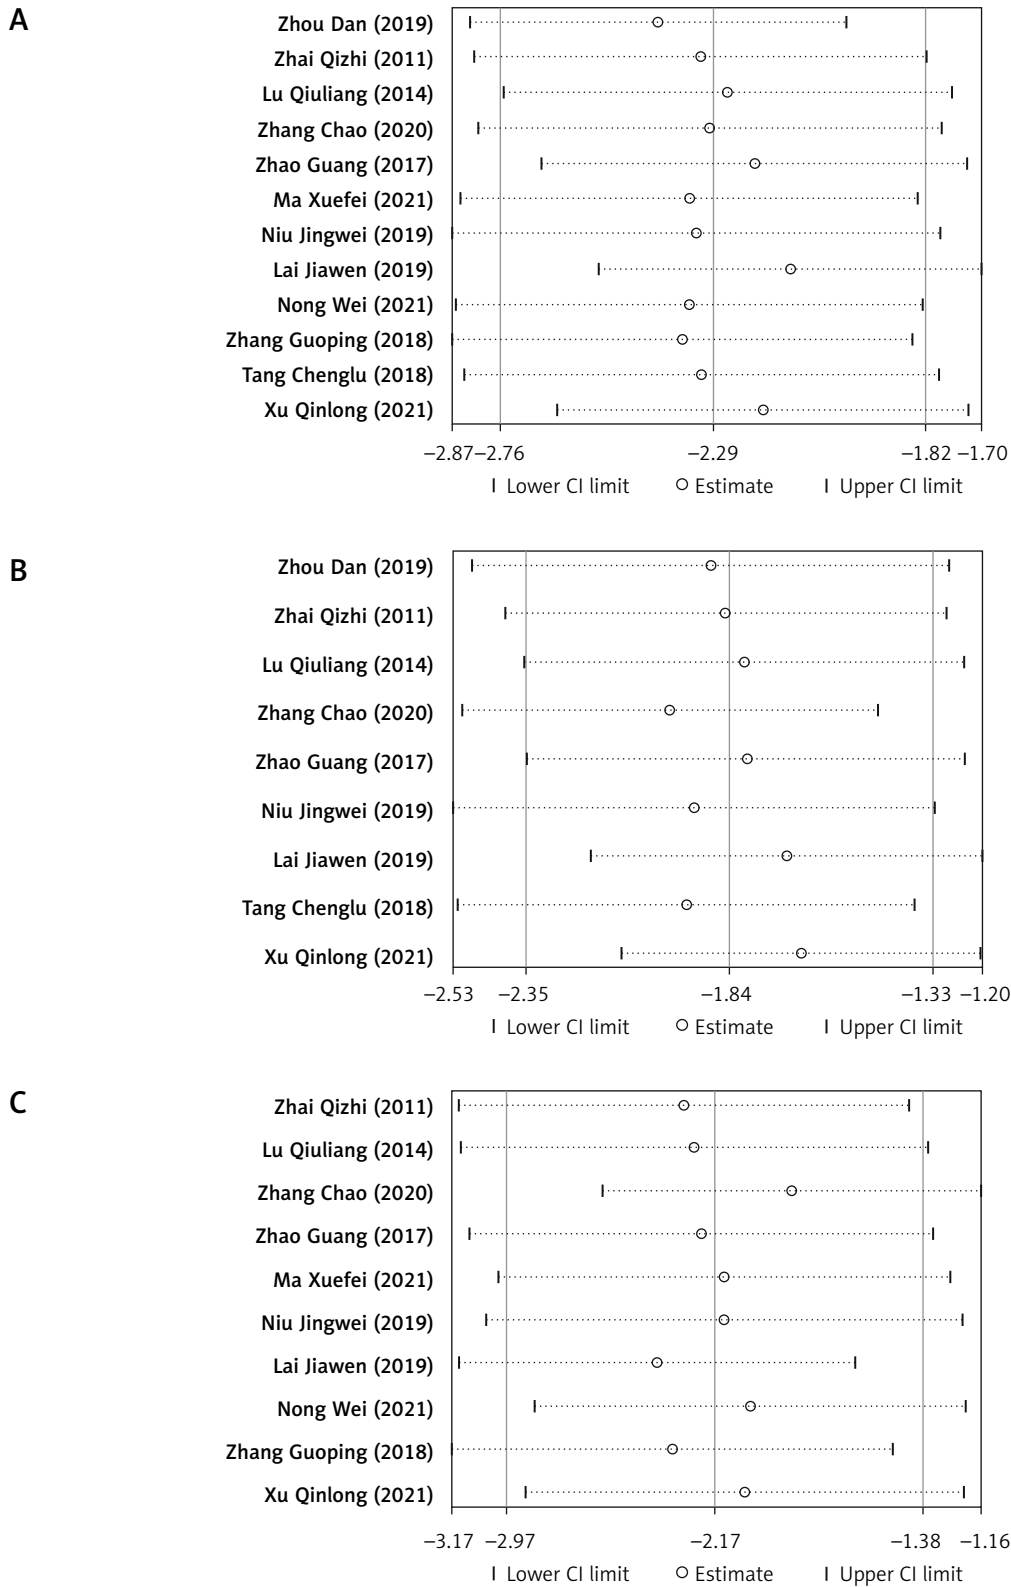 A
Zhou Dan (2019)
Zhai Qizhi (2011)
Lu Qiuliang (2014)
Zhang Chao (2020)
Zhao Guang (2017)
Ma Xuefei (2021)
Niu Jingwei (2019)
Lai Jiawen (2019)
Nong Wei (2021)
Zhang Guoping (2018)
Tang Chenglu (2018)
Xu Qinlong (2021)
−2.87 −2.76 −2.29 −1.82 −1.70
Lower CI limit Estimate Upper CI limit
B
Zhou Dan (2019)
Zhai Qizhi (2011)
Lu Qiuliang (2014)
Zhang Chao (2020)
Zhao Guang (2017)
Niu Jingwei (2019)
Lai Jiawen (2019)
Tang Chenglu (2018)
Xu Qinlong (2021)
−2.53 −2.35 −1.84 −1.33 −1.20
Lower CI limit Estimate Upper CI limit
C
Zhai Qizhi (2011)
Lu Qiuliang (2014)
Zhang Chao (2020)
Zhao Guang (2017)
Ma Xuefei (2021)
Niu Jingwei (2019)
Lai Jiawen (2019)
Nong Wei (2021)
Zhang Guoping (2018)
Xu Qinlong (2021)
−3.17 −2.97 −2.17 −1.38 −1.16
Lower CI limit Estimate Upper CI limit